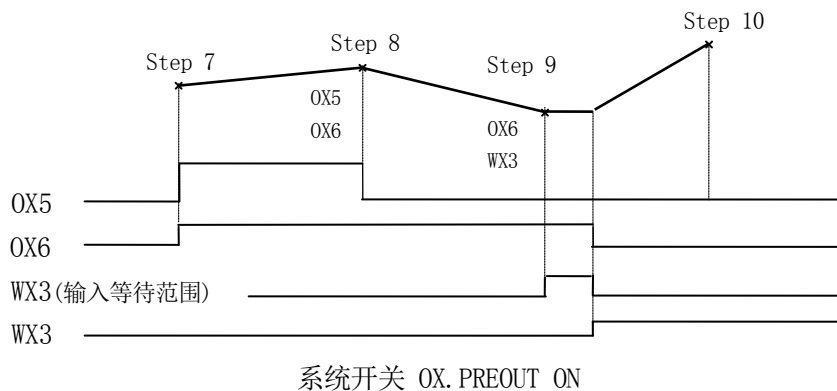 Step 7
Step 8
Step 9
Step 10
OX5
OX6
OX6
WX3
OX5
OX6
WX3(输入等待范围)
WX3
系统开关 OX.PREOUT ON